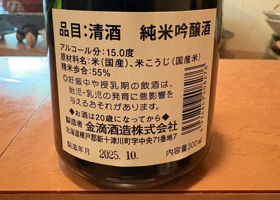 品目：清酒　純米吟醸酒
アルコール分：15.0度
原材料名：米（国産）、米こうじ（国産米）
精米歩合：55%
妊娠中や授乳期の飲酒は、
胎児・乳児の発育に悪影響を
与えるおそれがあります。
◆お酒は20歳になってから◆
製造者 金滴酒造株式会社
北海道樺戸郡新十津川町字中央71番地7
製造年月 2025.10.
内容量300ml